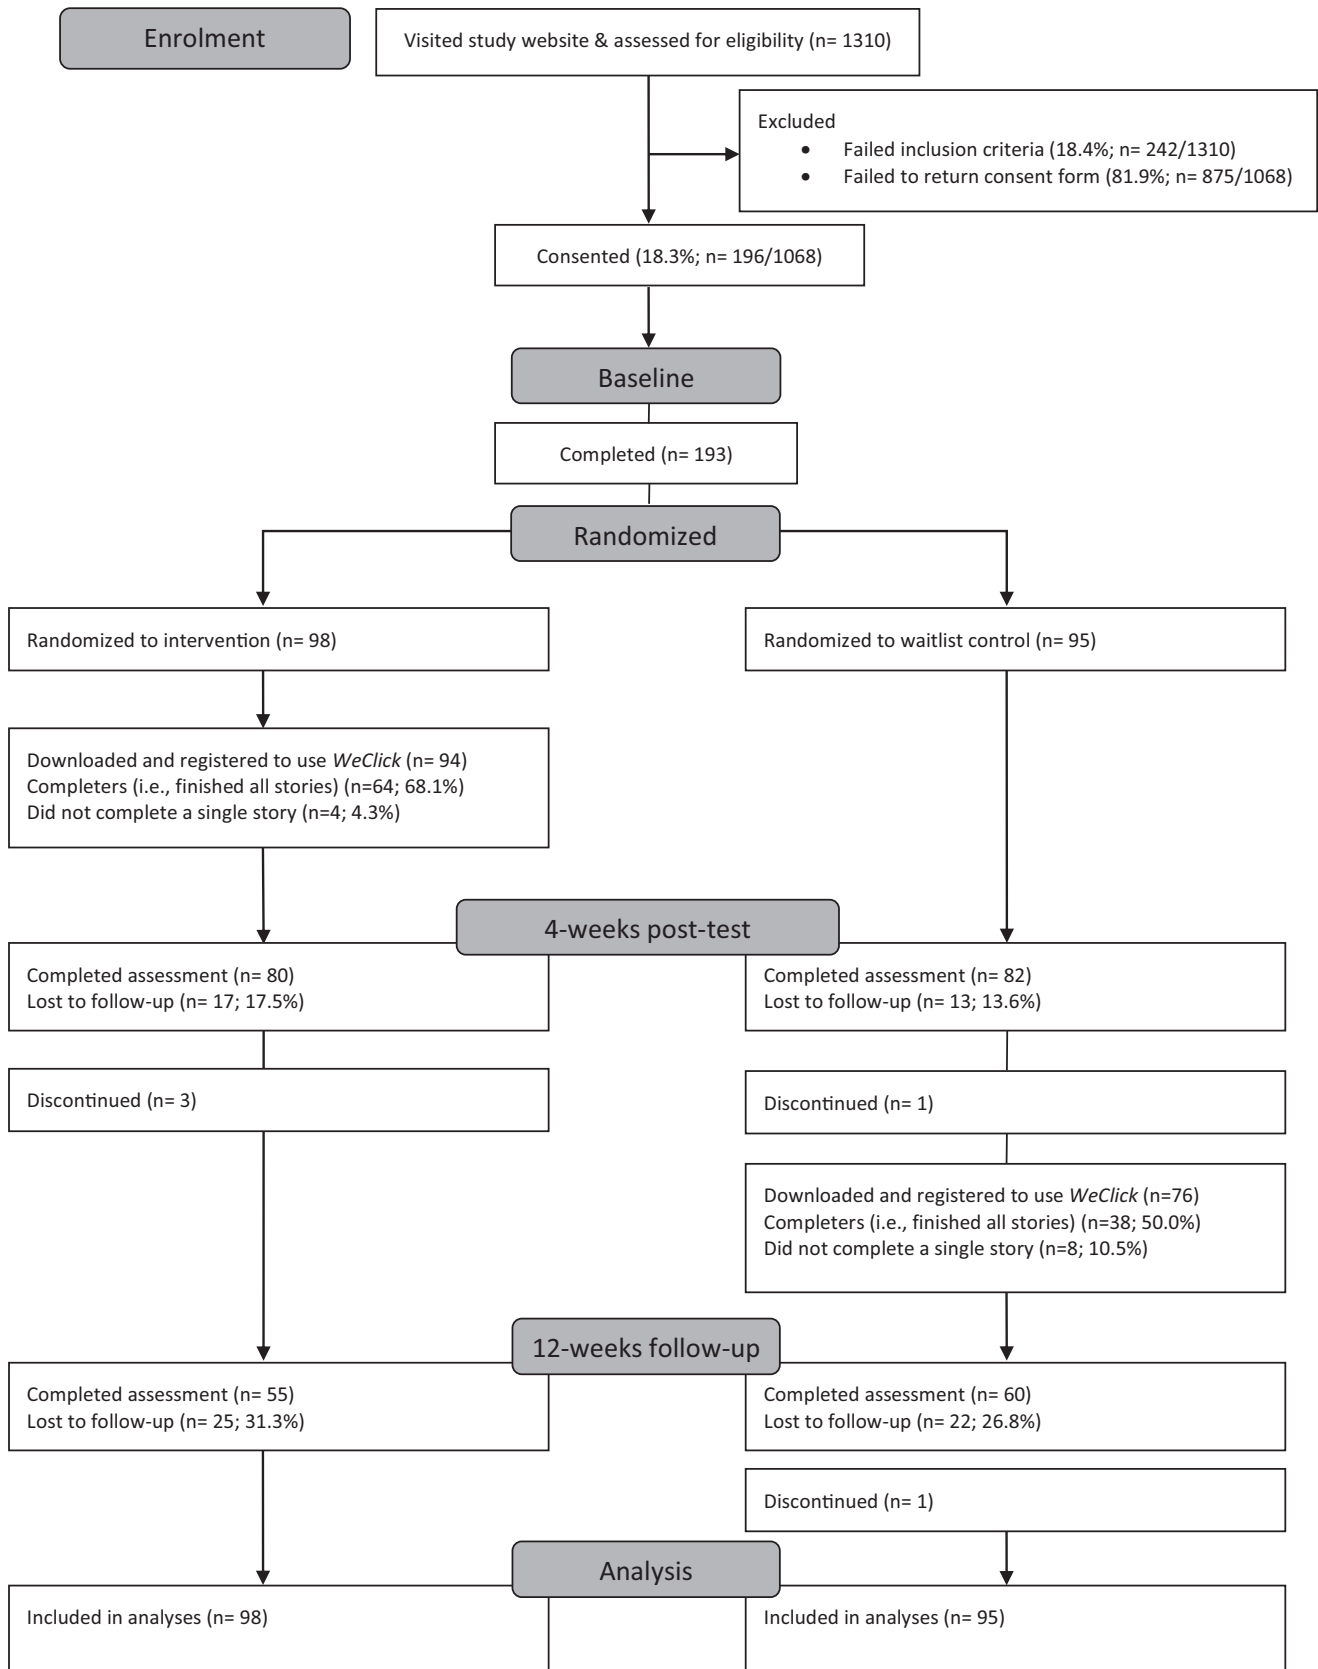 Enrolment
Visited study website & assessed for eligibility (n= 1310)
Excluded
• Failed inclusion criteria (18.4%; n= 242/1310)
• Failed to return consent form (81.9%; n= 875/1068)
Consented (18.3%; n= 196/1068)
Baseline
Completed (n= 193)
Randomized
Randomized to intervention (n= 98)
Randomized to waitlist control (n= 95)
Downloaded and registered to use WeClick (n= 94)
Completers (i.e., finished all stories) (n=64; 68.1%)
Did not complete a single story (n=4; 4.3%)
4-weeks post-test
Completed assessment (n= 80)
Lost to follow-up (n= 17; 17.5%)
Completed assessment (n= 82)
Lost to follow-up (n= 13; 13.6%)
Discontinued (n= 3)
Discontinued (n= 1)
Downloaded and registered to use WeClick (n=76)
Completers (i.e., finished all stories) (n=38; 50.0%)
Did not complete a single story (n=8; 10.5%)
12-weeks follow-up
Completed assessment (n= 55)
Lost to follow-up (n= 25; 31.3%)
Completed assessment (n= 60)
Lost to follow-up (n= 22; 26.8%)
Discontinued (n= 1)
Analysis
Included in analyses (n= 98)
Included in analyses (n= 95)